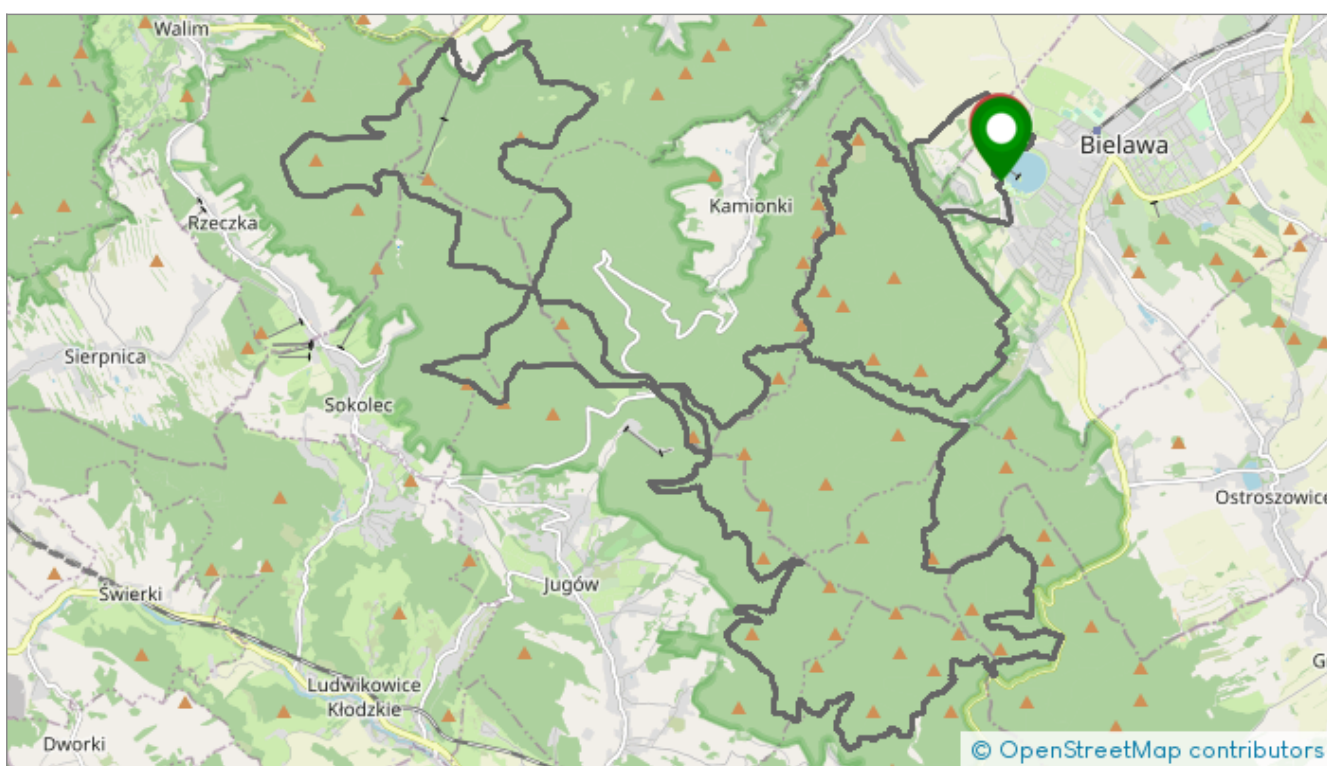 Walim
Bielawa
Kamionki
Rzeczka
Sierpnica
Sokolec
Ostroszowice
Jugów
Świerki
G
Ludwikowice
Kłodzkie
Dworki
© OpenStreetMap contributors